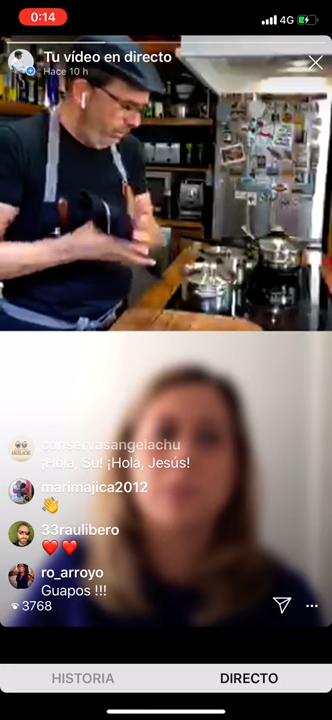 0:14
4G
Tu vídeo en directo
Hace 10 h
conservasangelachu
¡Hola, Su! ¡Hola, Jesús!
marimajica2012
👋
33raulibero
❤️❤️
ro_arroyo
Guapos !!!
3768
HISTORIA
DIRECTO